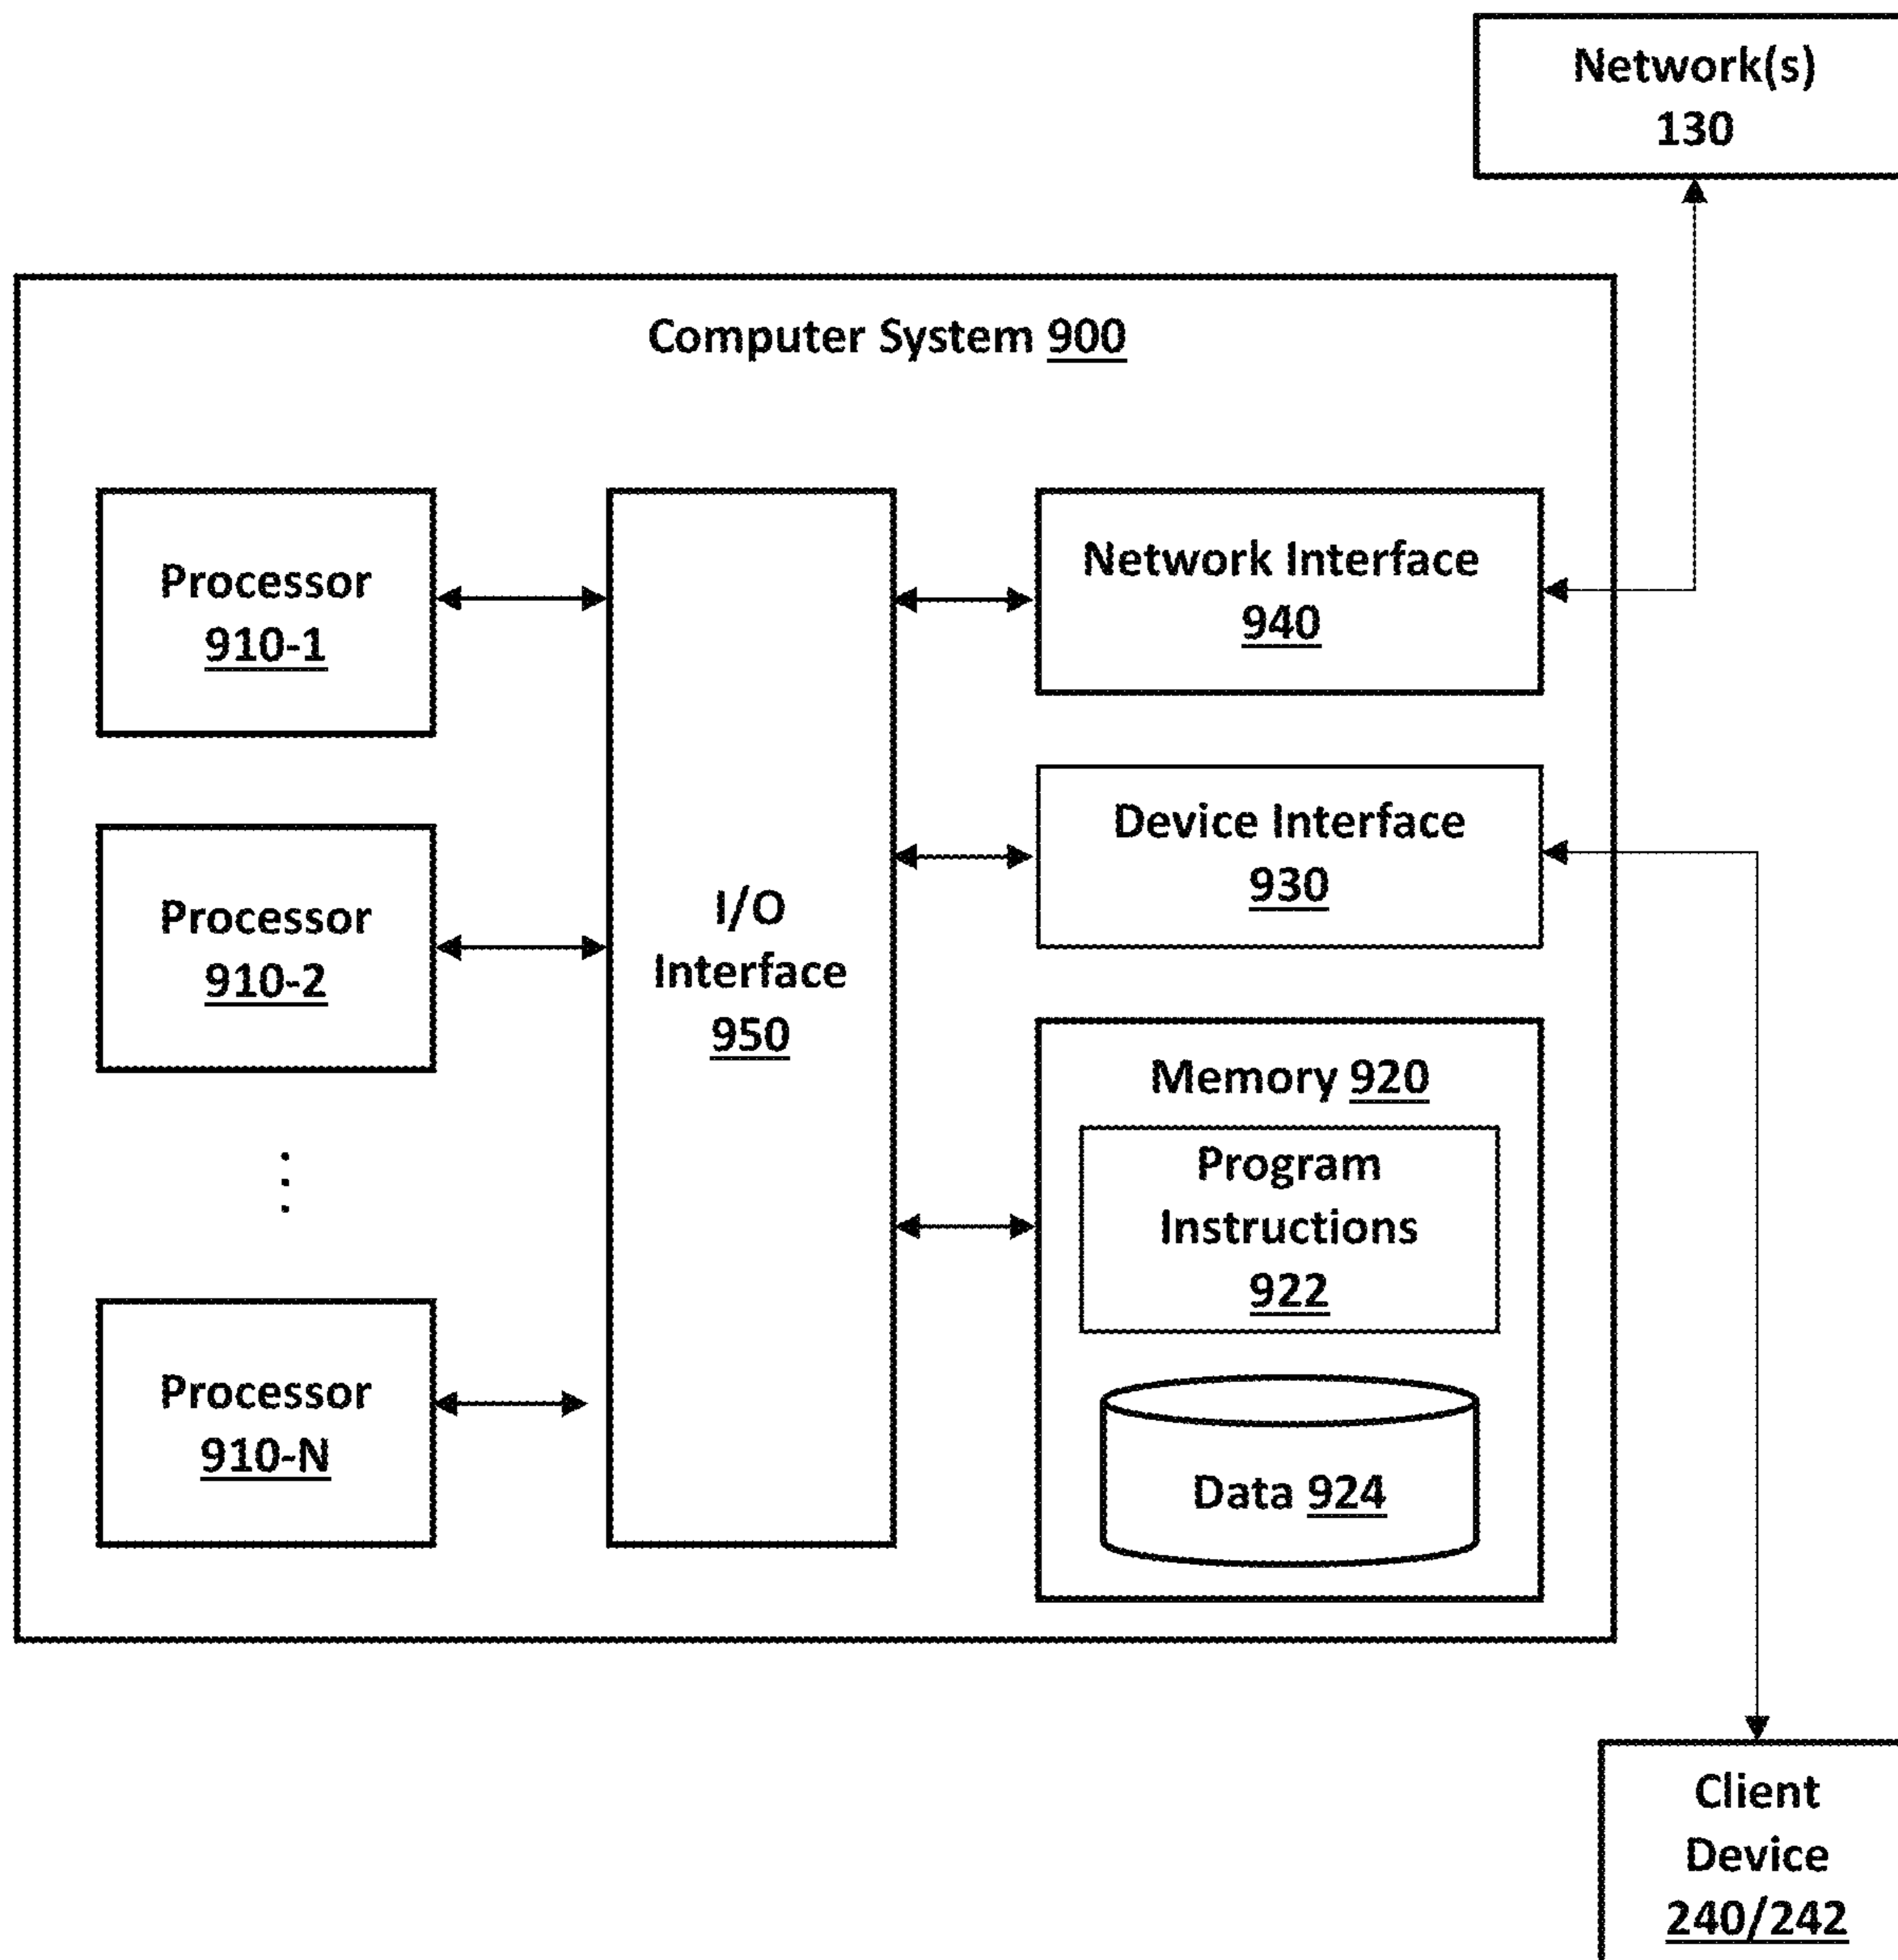 Network(s)
130
Computer System 900
Processor
910-1
Network Interface
940
Device Interface
930
Processor
910-2
I/O
Interface
950
Memory 920
Program
Instructions
922
Processor
910-N
Data 924
Client
Device
240/242